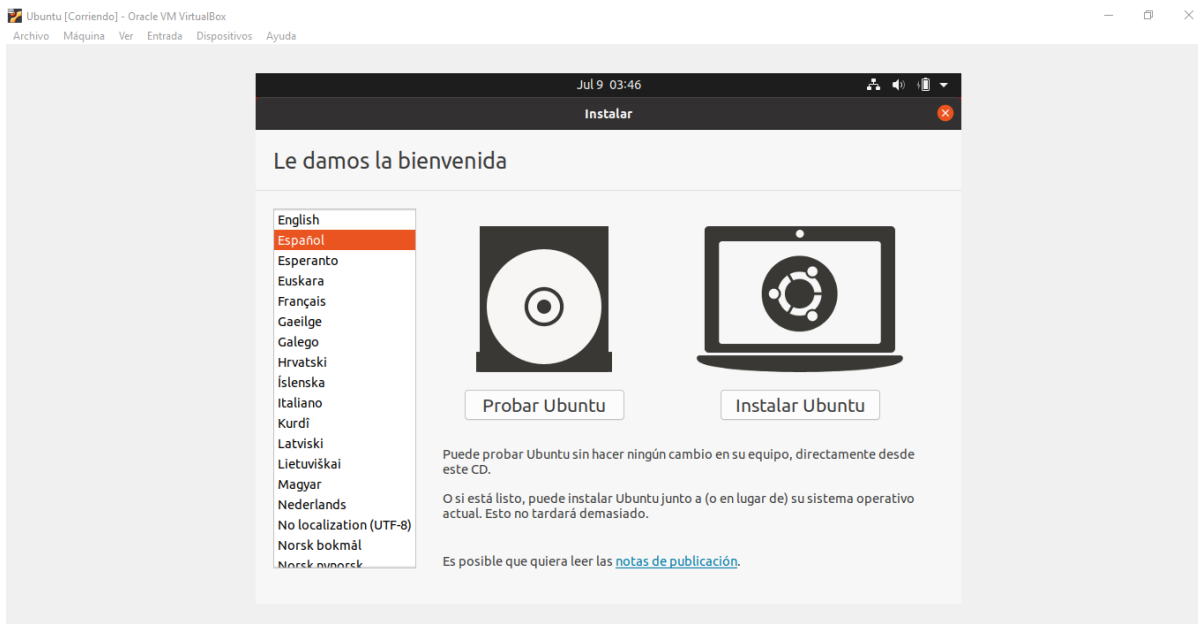 Ubuntu [Corriendo] - Oracle VM VirtualBox
Archivo Máquina Ver Entrada Dispositivos Ayuda
Jul 9 03:46
Instalar
Le damos la bienvenida
English
Español
Esperanto
Euskara
Français
Gaeilge
Galego
Hrvatski
Íslenska
Italiano
Kurdî
Latviski
Lietuviškai
Magyar
Nederlands
No localization (UTF-8)
Norsk bokmål
Norsk nynorsk
Probar Ubuntu
Instalar Ubuntu
Puede probar Ubuntu sin hacer ningún cambio en su equipo, directamente desde
este CD.
O si está listo, puede instalar Ubuntu junto a (o en lugar de) su sistema operativo
actual. Esto no tardará demasiado.
Es posible que quiera leer las notas de publicación.